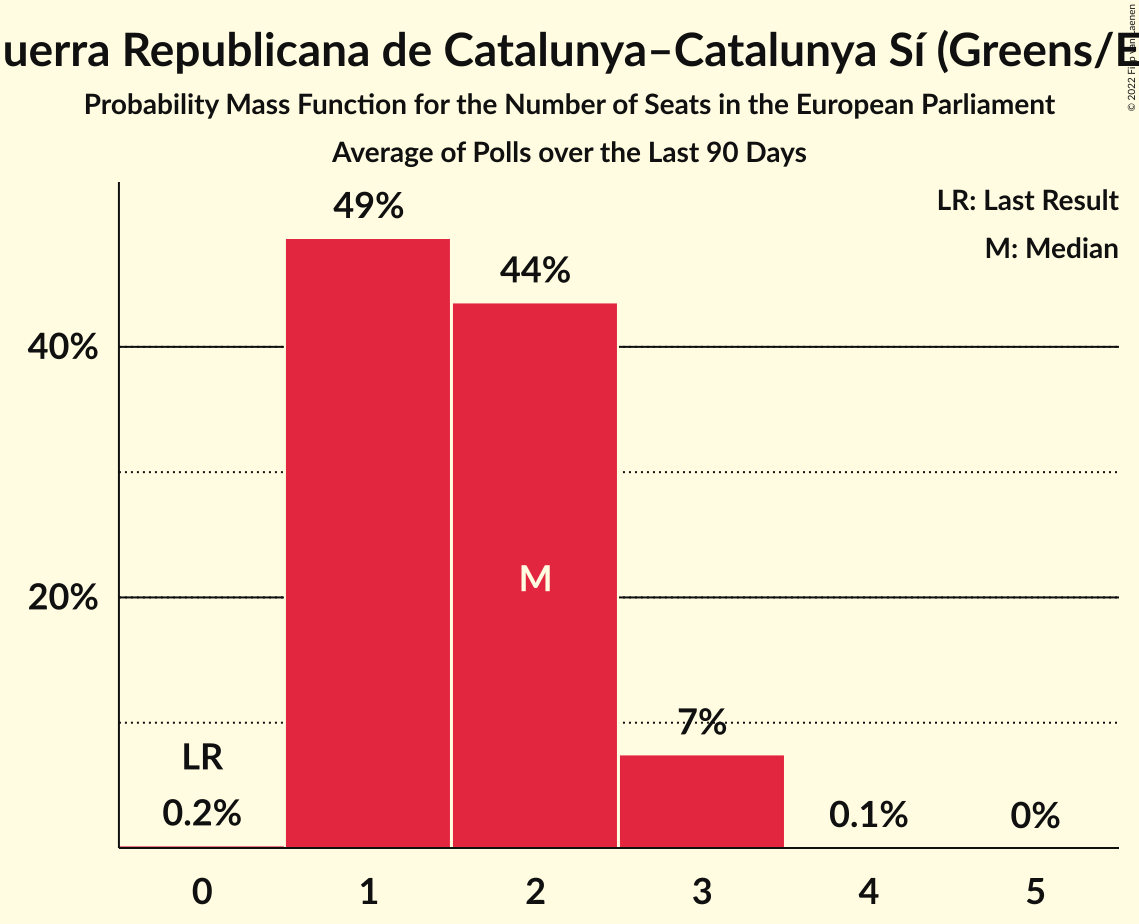 uerra Republicana de Catalunya–Catalunya Sí (Greens/E
Probability Mass Function for the Number of Seats in the European Parliament
Average of Polls over the Last 90 Days
© 2022 Filip van Laenen
LR: Last Result
M: Median
49%
44%
40%
M
20%
7%
LR
0.2%
0.1%
0%
0 1 2 3 4 5